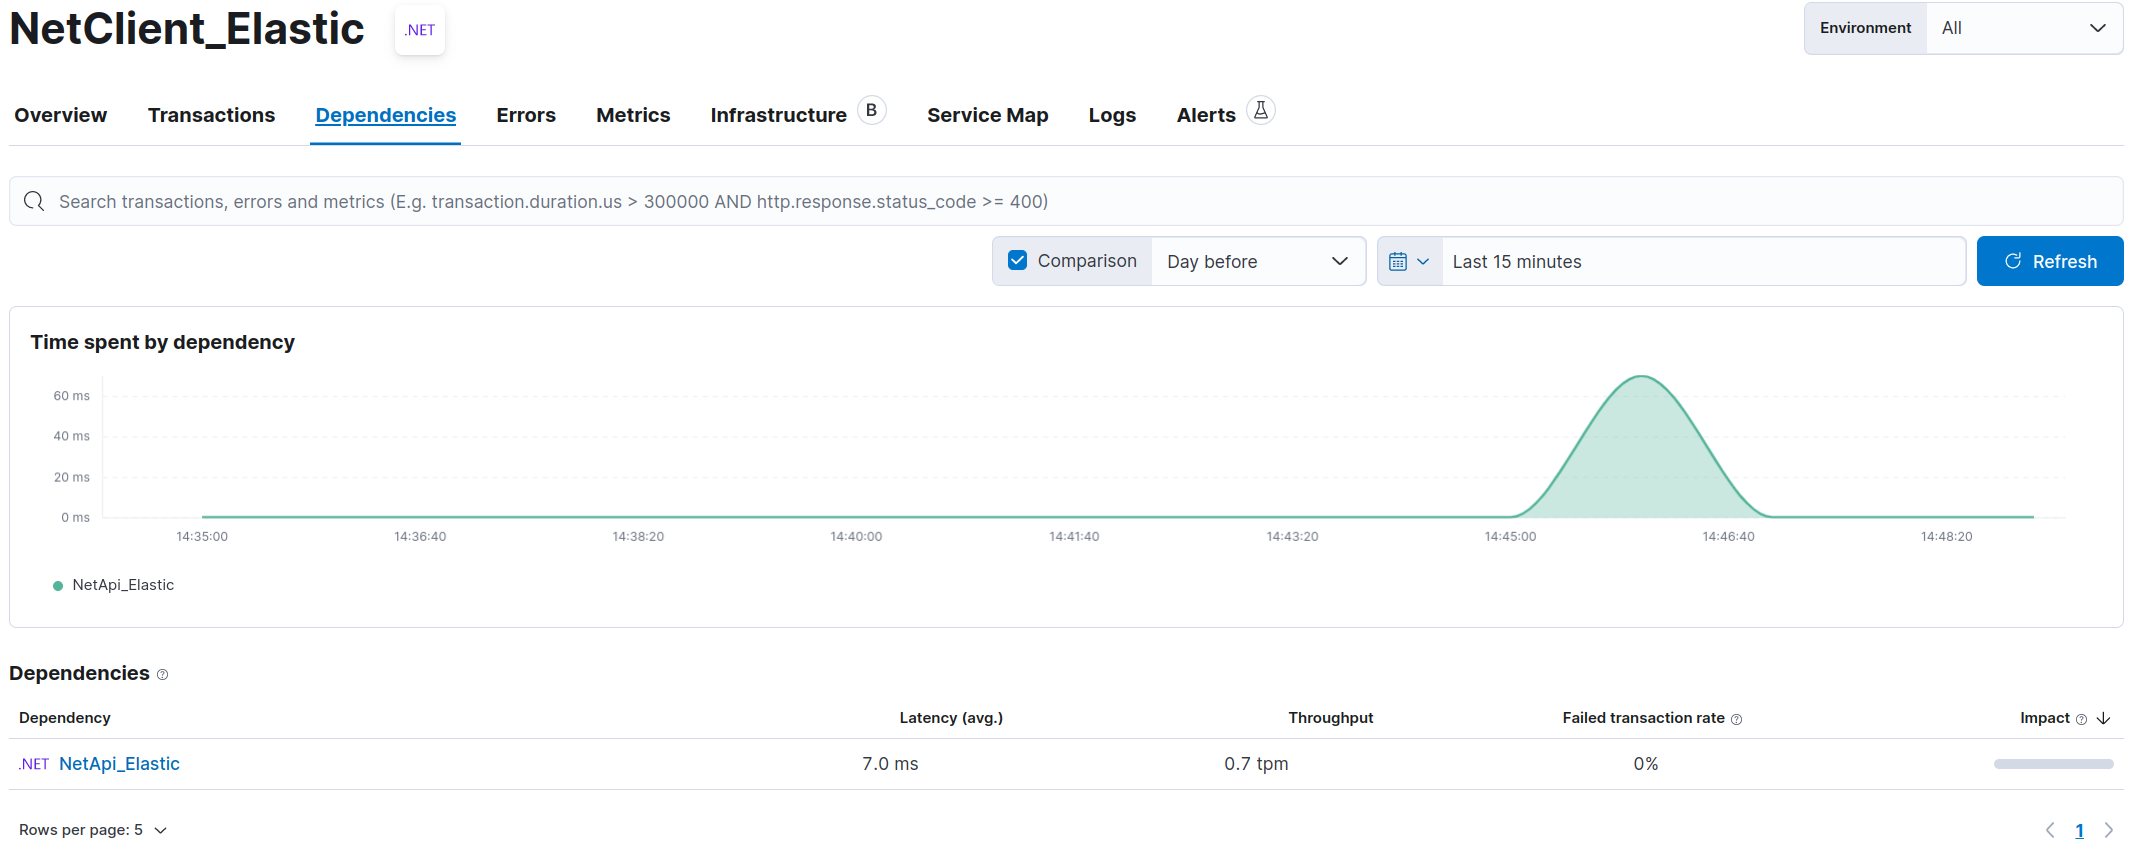 NetClient_Elastic .NET Environment All
Overview Transactions Dependencies Errors Metrics Infrastructure B Service Map Logs Alerts
Search transactions, errors and metrics (E.g. transaction.duration.us > 300000 AND http.response.status_code >= 400)
Comparison Day before Last 15 minutes Refresh
Time spent by dependency
60 ms
40 ms
20 ms
0 ms
14:35:00 14:36:40 14:38:20 14:40:00 14:41:40 14:43:20 14:45:00 14:46:40 14:48:20
NetApi_Elastic
Dependencies ?
Dependency Latency (avg.) Throughput Failed transaction rate ? Impact ?
.NET NetApi_Elastic 7.0 ms 0.7 tpm 0%
Rows per page: 5 1